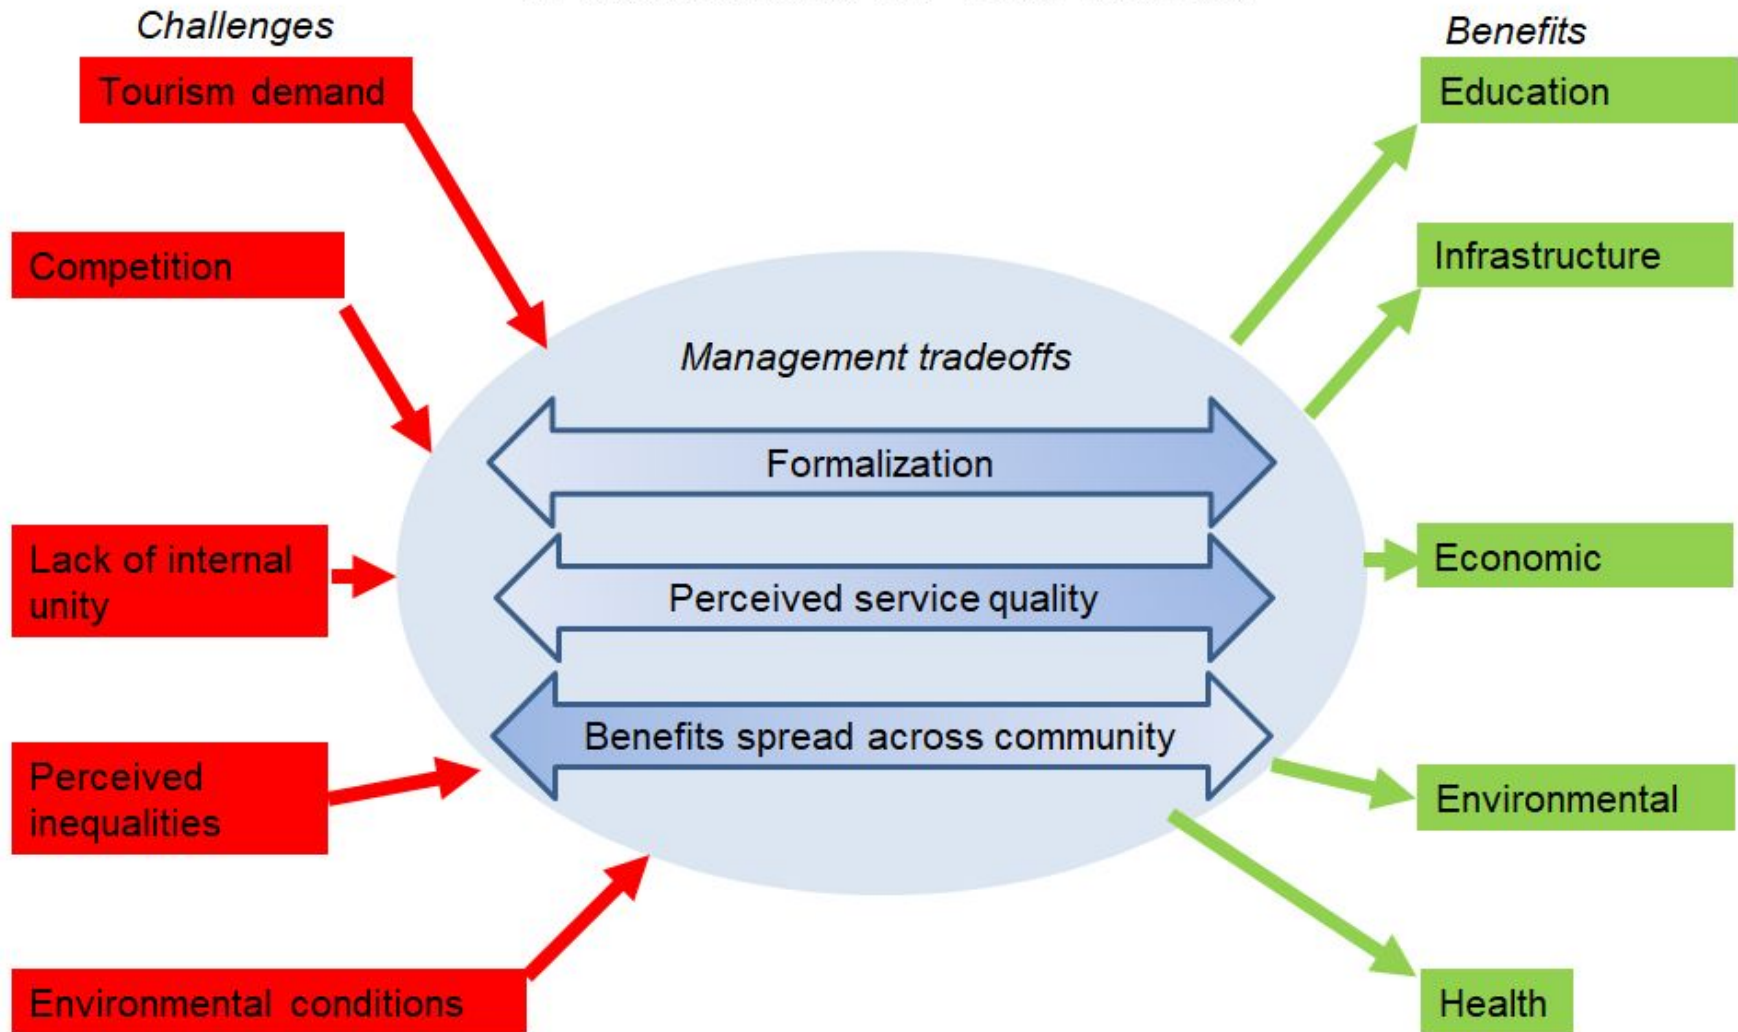 Challenges
Tourism demand
Competition
Lack of internal
unity
Perceived
inequalities
Environmental conditions
Management tradeoffs
Formalization
Perceived service quality
Benefits spread across community
Benefits
Education
Infrastructure
Economic
Environmental
Health